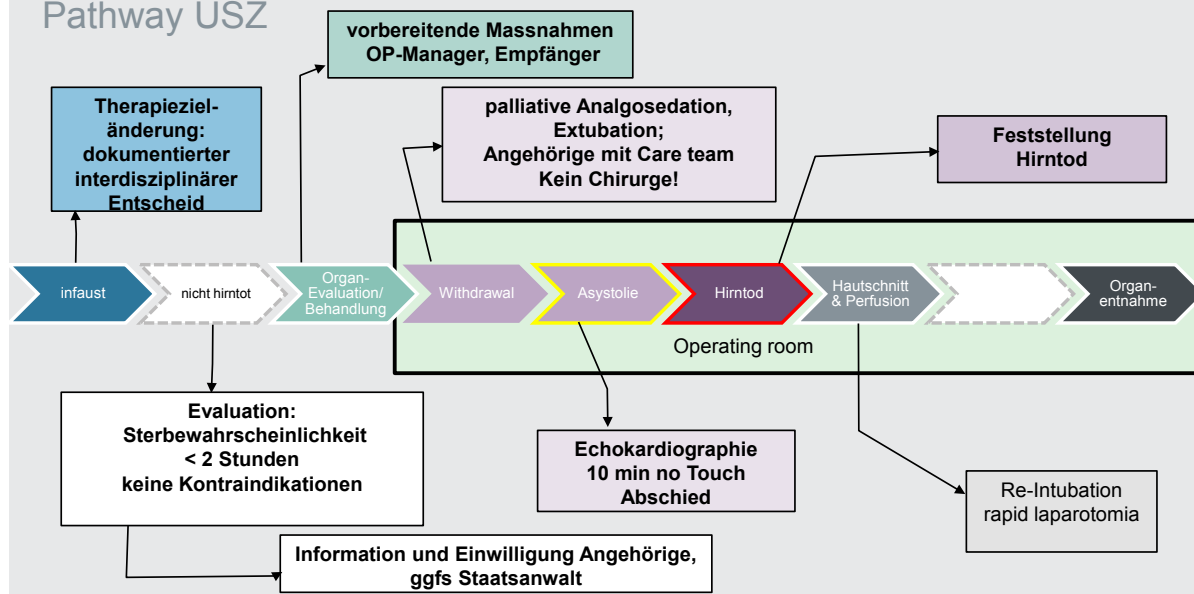 Pathway USZ
vorbereitende Massnahmen
OP-Manager, Empfänger
Therapieziel-
änderung:
dokumentierter
interdisziplinärer
Entscheid
palliative Analgosedation,
Extubation;
Angehörige mit Care team
Kein Chirurge!
Feststellung
Hirntod
infaust
nicht hirntot
Organ-
Evaluation/
Behandlung
Withdrawal
Asystolie
Hirntod
Hautschnitt
& Perfusion
Organ-
entnahme
Operating room
Evaluation:
Sterbewahrscheinlichkeit
< 2 Stunden
keine Kontraindikationen
Echokardiographie
10 min no Touch
Abschied
Re-Intubation
rapid laparotomia
Information und Einwilligung Angehörige,
ggfs Staatsanwalt